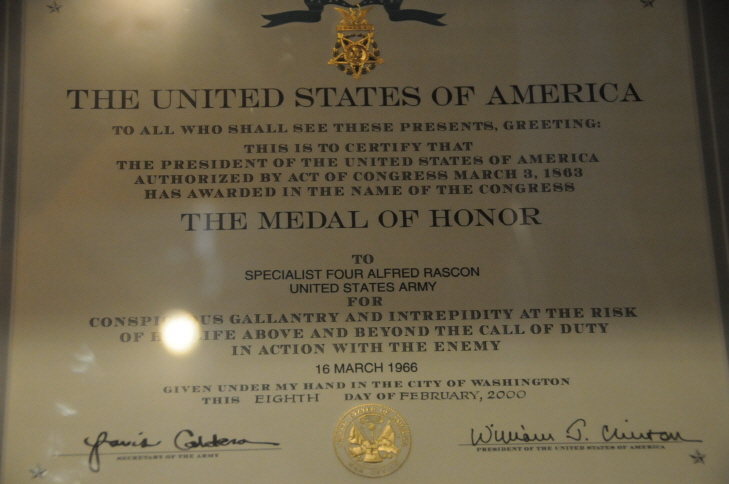 THE UNITED STATES OF AMERICA
TO ALL WHO SHALL SEE THESE PRESENTS, GREETING:
THIS IS TO CERTIFY THAT
THE PRESIDENT OF THE UNITED STATES OF AMERICA
AUTHORIZED BY ACT OF CONGRESS MARCH 3, 1863
HAS AWARDED IN THE NAME OF THE CONGRESS
THE MEDAL OF HONOR
TO
SPECIALIST FOUR ALFRED RASCON
UNITED STATES ARMY
FOR
CONSPICUOUS GALLANTRY AND INTREPIDITY AT THE RISK
OF LIFE ABOVE AND BEYOND THE CALL OF DUTY
IN ACTION WITH THE ENEMY
16 MARCH 1966
GIVEN UNDER MY HAND IN THE CITY OF WASHINGTON
THIS EIGHTH DAY OF FEBRUARY, 2000
Louis Caldera
SECRETARY OF THE ARMY
William J. Clinton
PRESIDENT OF THE UNITED STATES OF AMERICA